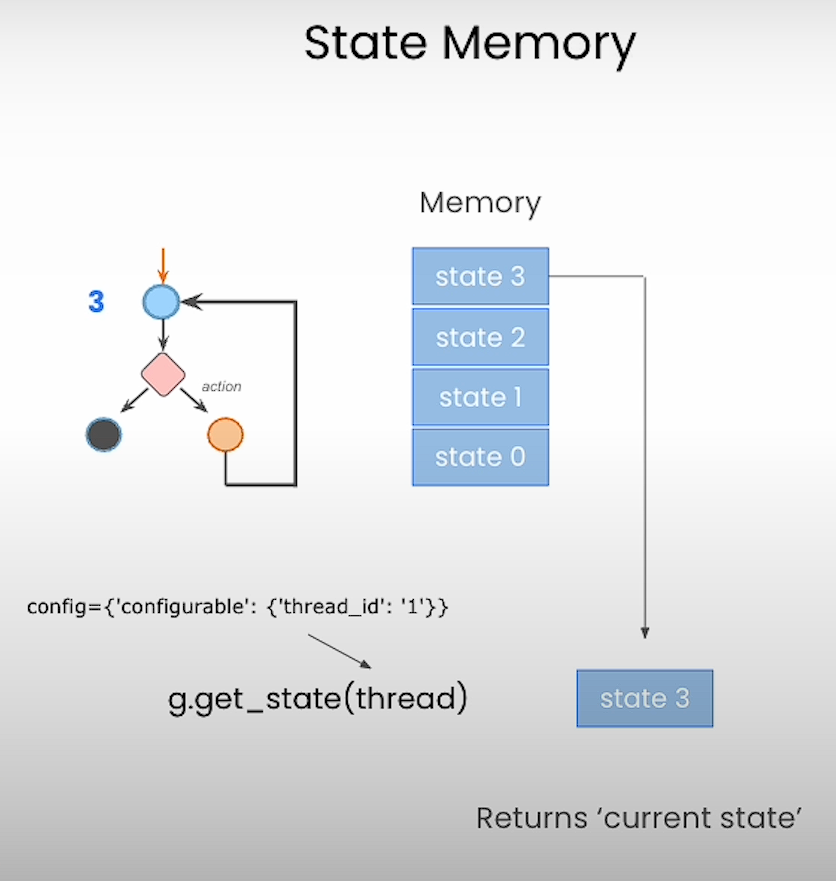 State Memory
Memory
3
action
state 3
state 2
state 1
state 0
config={'configurable': {'thread_id': '1'}}
g.get_state(thread)
state 3
Returns ‘current state’